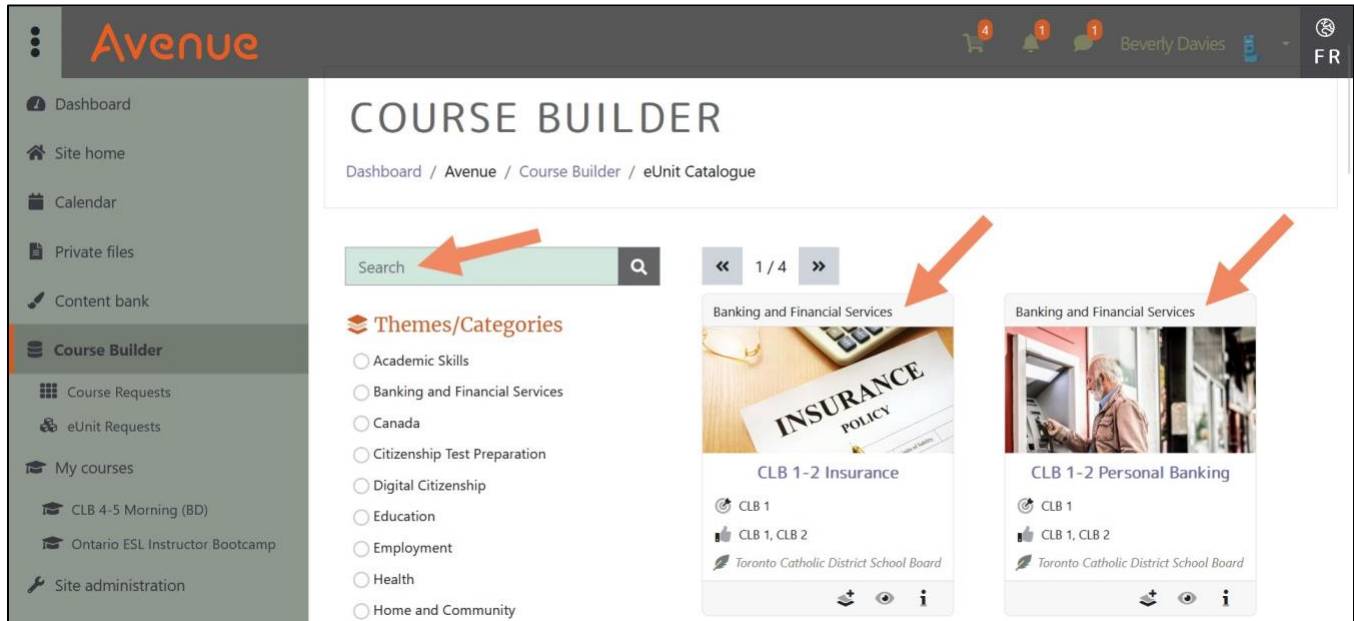 Avenue
4
1
1
Beverly Davies
FR
Dashboard
Site home
Calendar
Private files
Content bank
Course Builder
Course Requests
eUnit Requests
My courses
CLB 4-5 Morning (BD)
Ontario ESL Instructor Bootcamp
Site administration
COURSE BUILDER
Dashboard / Avenue / Course Builder / eUnit Catalogue
Search
Themes/Categories
Academic Skills
Banking and Financial Services
Canada
Citizenship Test Preparation
Digital Citizenship
Education
Employment
Health
Home and Community
« 1 / 4 »
Banking and Financial Services
INSURANCE
POLICY
CLB 1-2 Insurance
CLB 1
CLB 1, CLB 2
Toronto Catholic District School Board
Banking and Financial Services
CLB 1-2 Personal Banking
CLB 1
CLB 1, CLB 2
Toronto Catholic District School Board